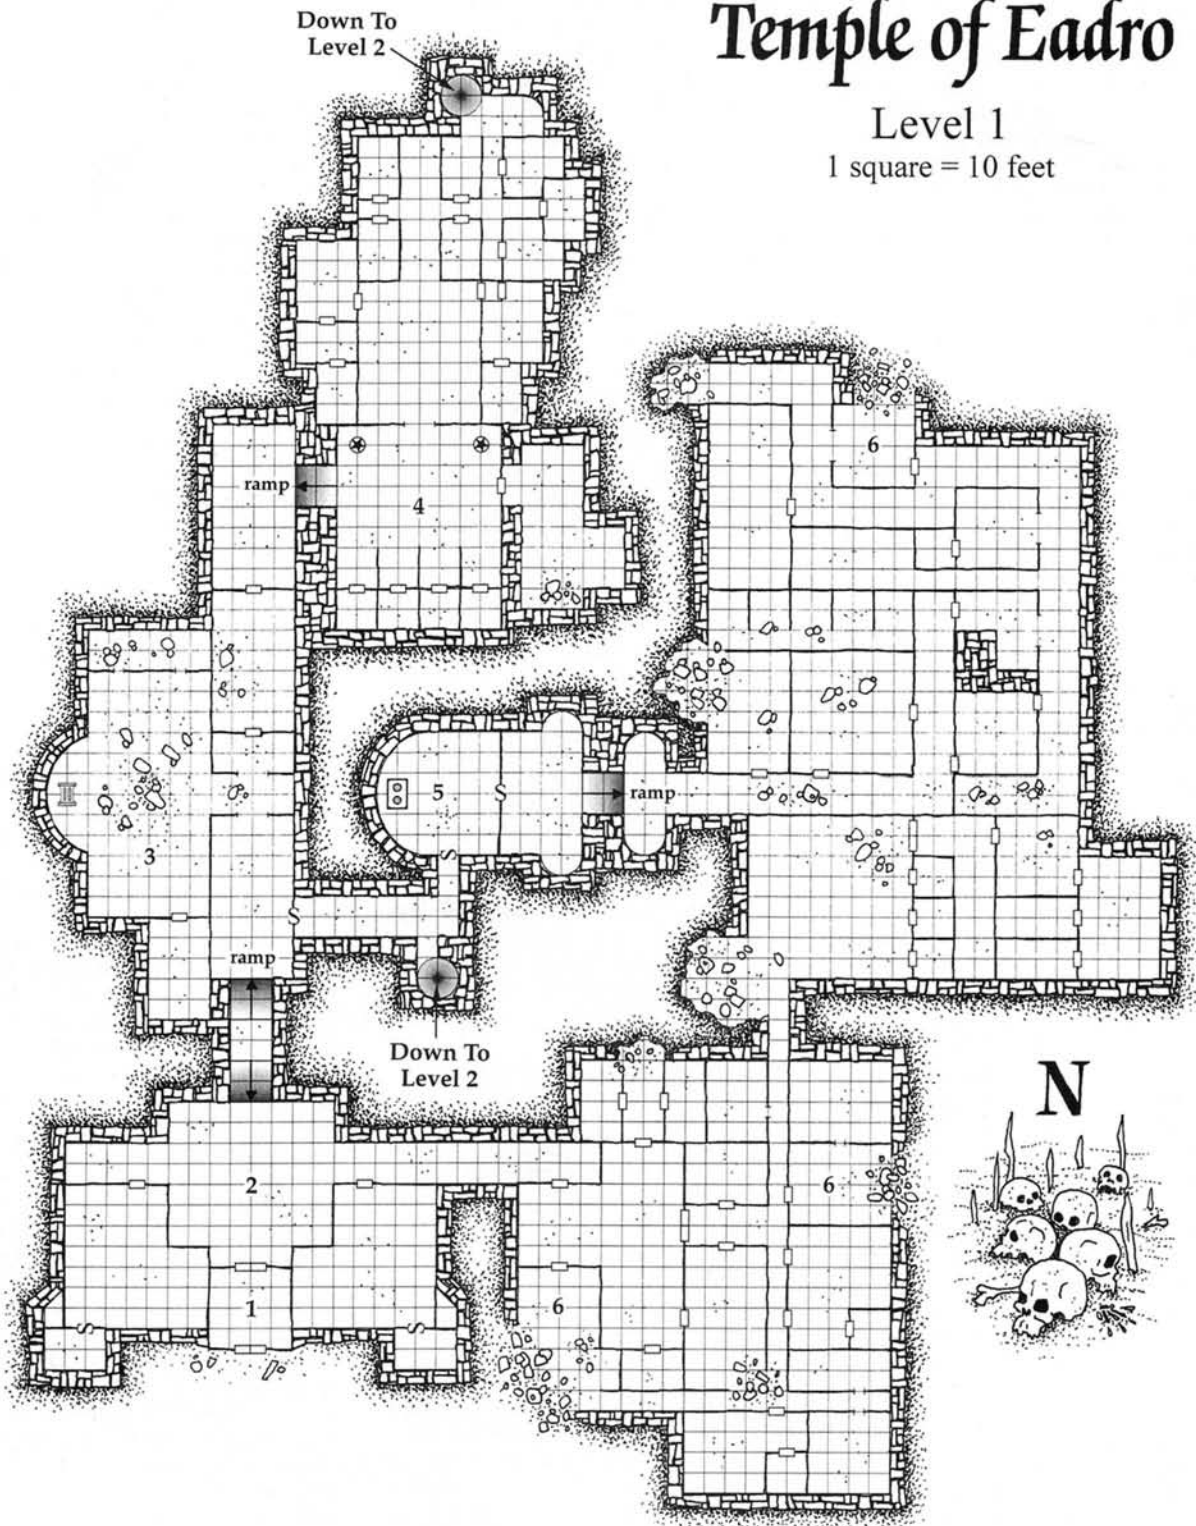 Temple of Eadro
Level 1
1 square = 10 feet
Down To
Level 2
6
ramp
4
5
S
ramp
3
S
S
ramp
Down To
Level 2
2
6
1
6
S
S
N